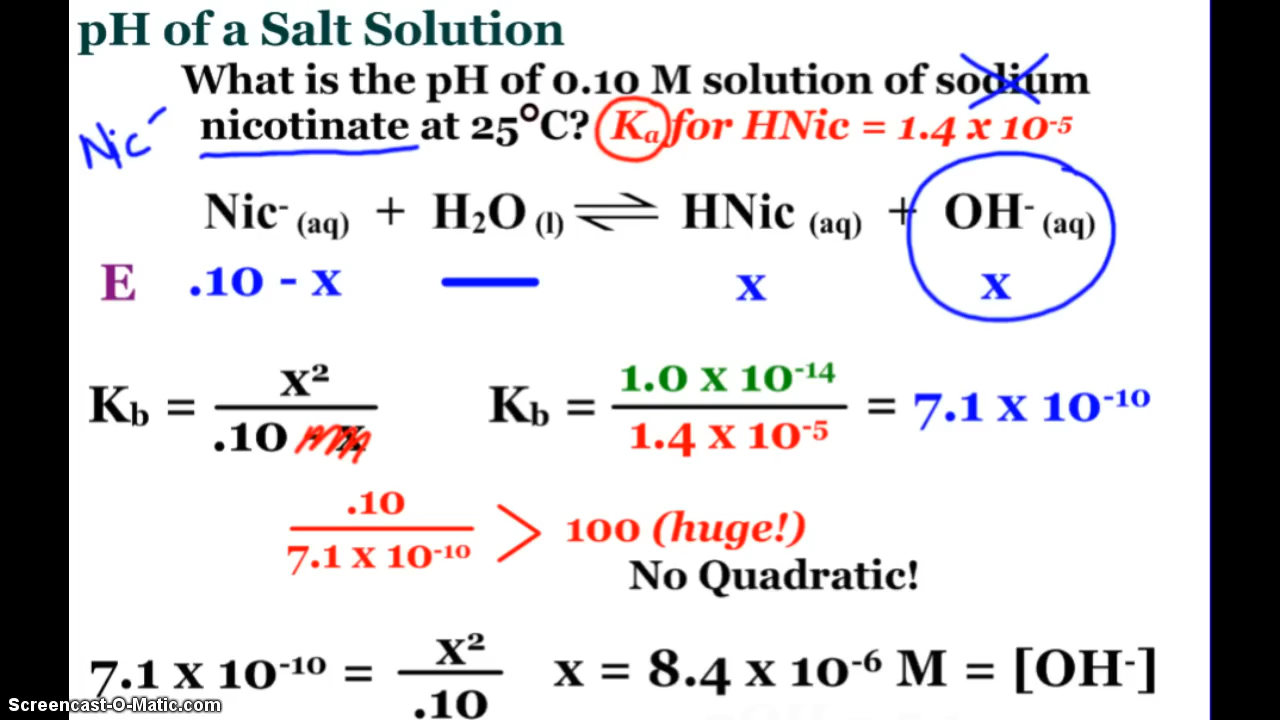 pH of a Salt Solution
What is the pH of 0.10 M solution of sodium
nicotinate at 25°C? Ka for HNic = 1.4 x 10⁻⁵
Nic⁻
Nic⁻ (aq) + H₂O (l) ⇌ HNic (aq) + OH⁻ (aq)
E .10 - x — x x
Kb = x² / .10 - x Kb = 1.0 x 10⁻¹⁴ / 1.4 x 10⁻⁵ = 7.1 x 10⁻¹⁰
.10 / 7.1 x 10⁻¹⁰ > 100 (huge!)
No Quadratic!
7.1 x 10⁻¹⁰ = x² / .10 x = 8.4 x 10⁻⁶ M = [OH⁻]
Screencast-O-Matic.com